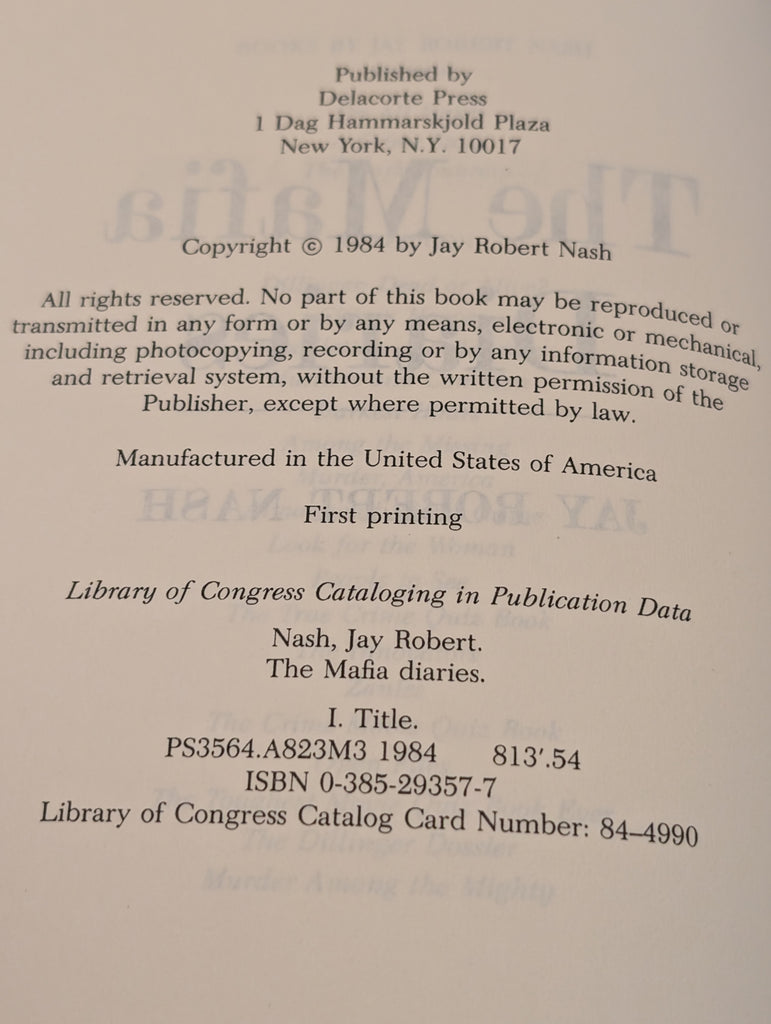 Published by
Delacorte Press
1 Dag Hammarskjold Plaza
New York, N.Y. 10017
Copyright © 1984 by Jay Robert Nash
All rights reserved. No part of this book may be reproduced or
transmitted in any form or by any means, electronic or mechanical,
including photocopying, recording or by any information storage
and retrieval system, without the written permission of the
Publisher, except where permitted by law.
Manufactured in the United States of America
First printing
Library of Congress Cataloging in Publication Data
Nash, Jay Robert.
The Mafia diaries.
I. Title.
PS3564.A823M3 1984 813′.54
ISBN 0-385-29357-7
Library of Congress Catalog Card Number: 84–4990